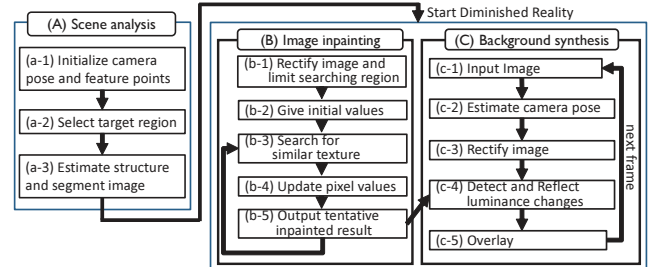 (A) Scene analysis
(a-1) Initialize camera
pose and feature points
(a-2) Select target region
(a-3) Estimate structure
and segment image
Start Diminished Reality
(B) Image inpainting
(b-1) Rectify image and
limit searching region
(b-2) Give initial values
(b-3) Search for
similar texture
(b-4) Update pixel values
(b-5) Output tentative
inpainted result
(C) Background synthesis
(c-1) Input Image
(c-2) Estimate camera pose
(c-3) Rectify image
(c-4) Detect and Reflect
luminance changes
(c-5) Overlay
next frame